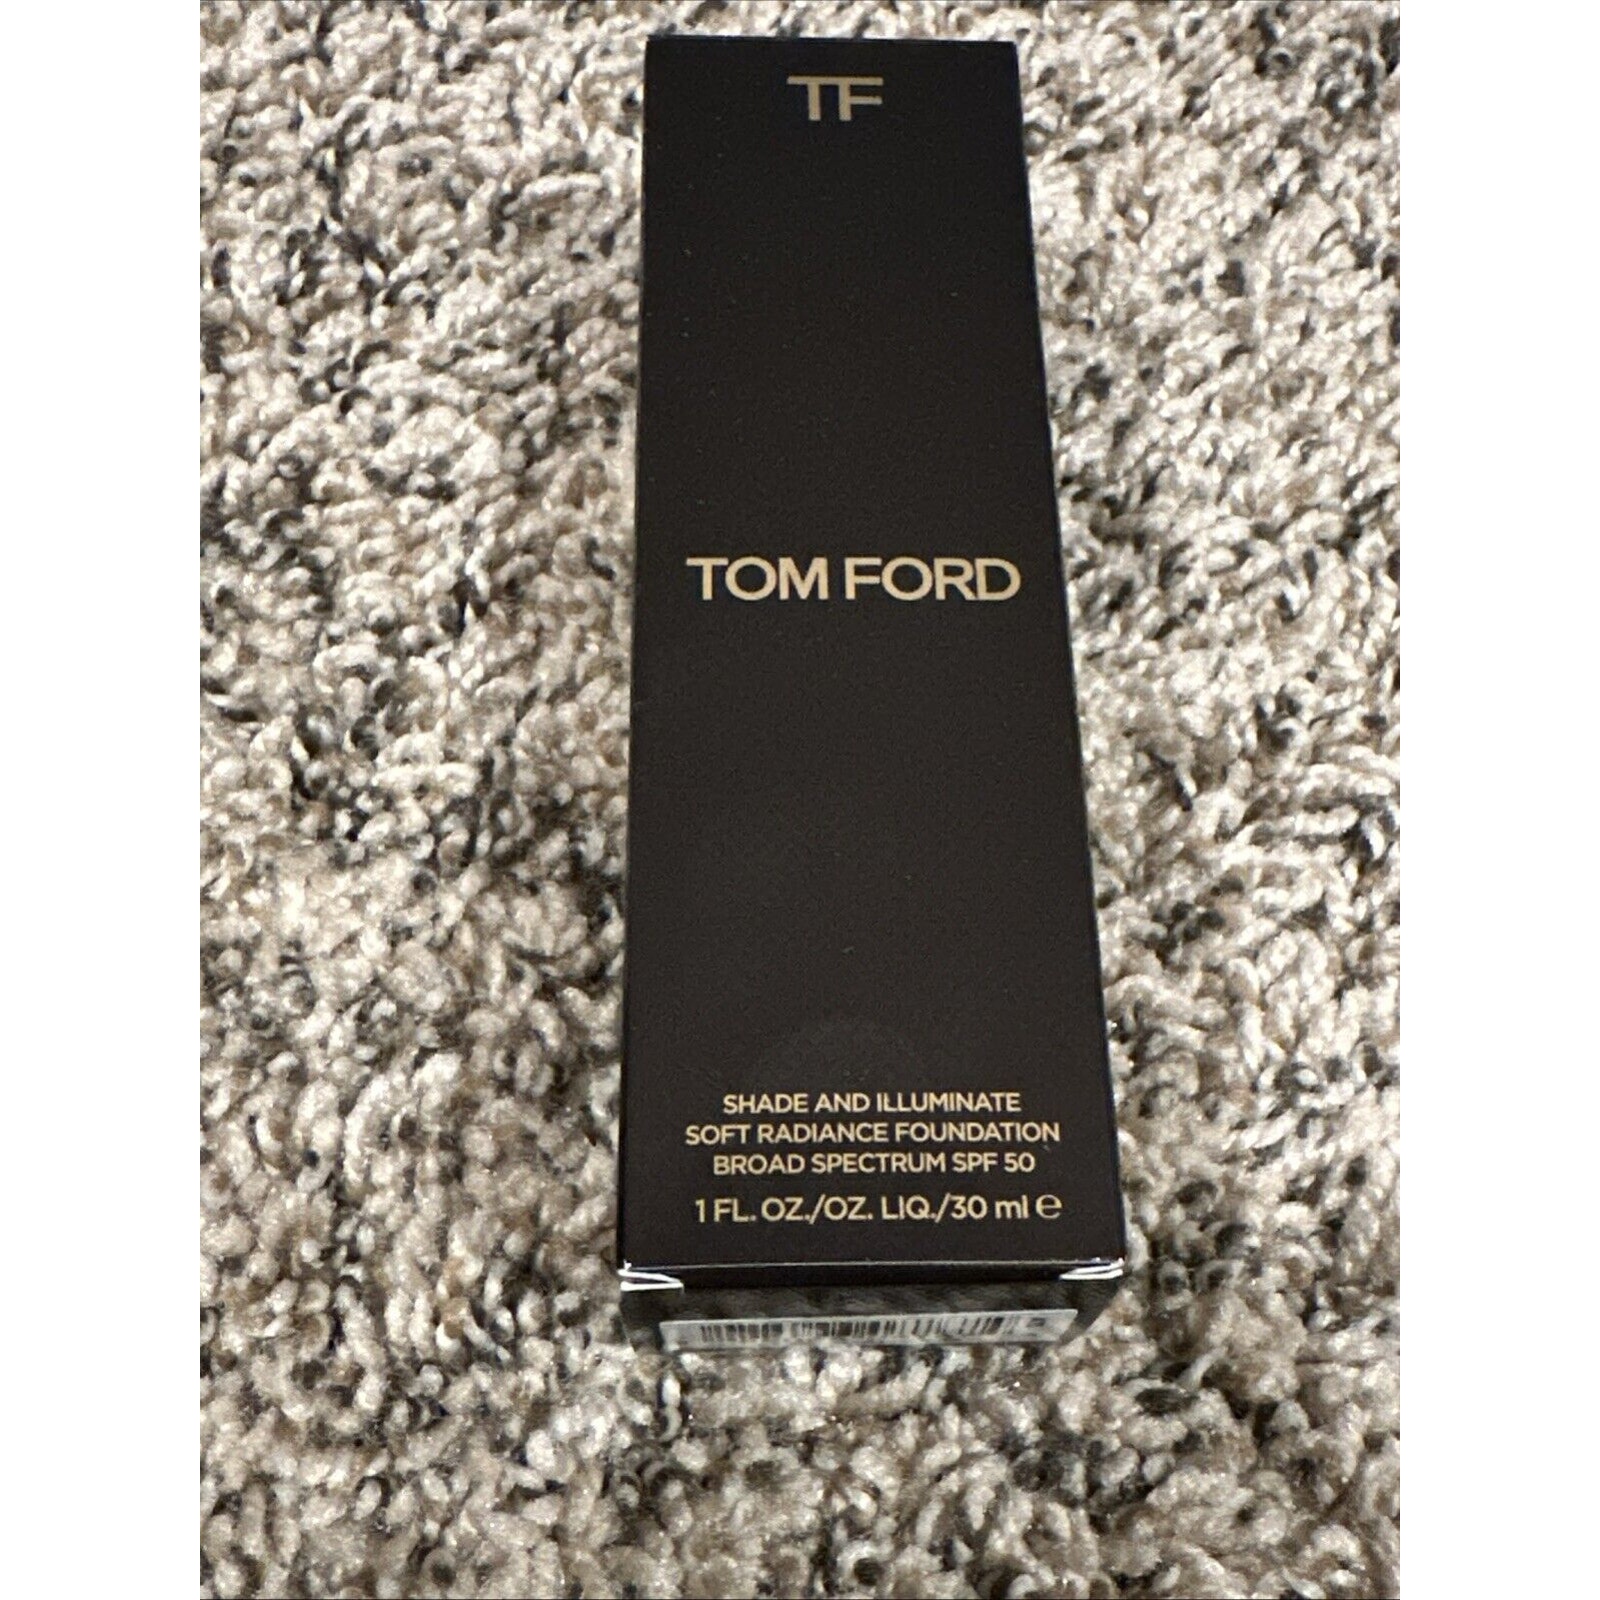 TF
TOM FORD
SHADE AND ILLUMINATE
SOFT RADIANCE FOUNDATION
BROAD SPECTRUM SPF 50
1 FL. OZ./OZ. LIQ./30 ml ℮